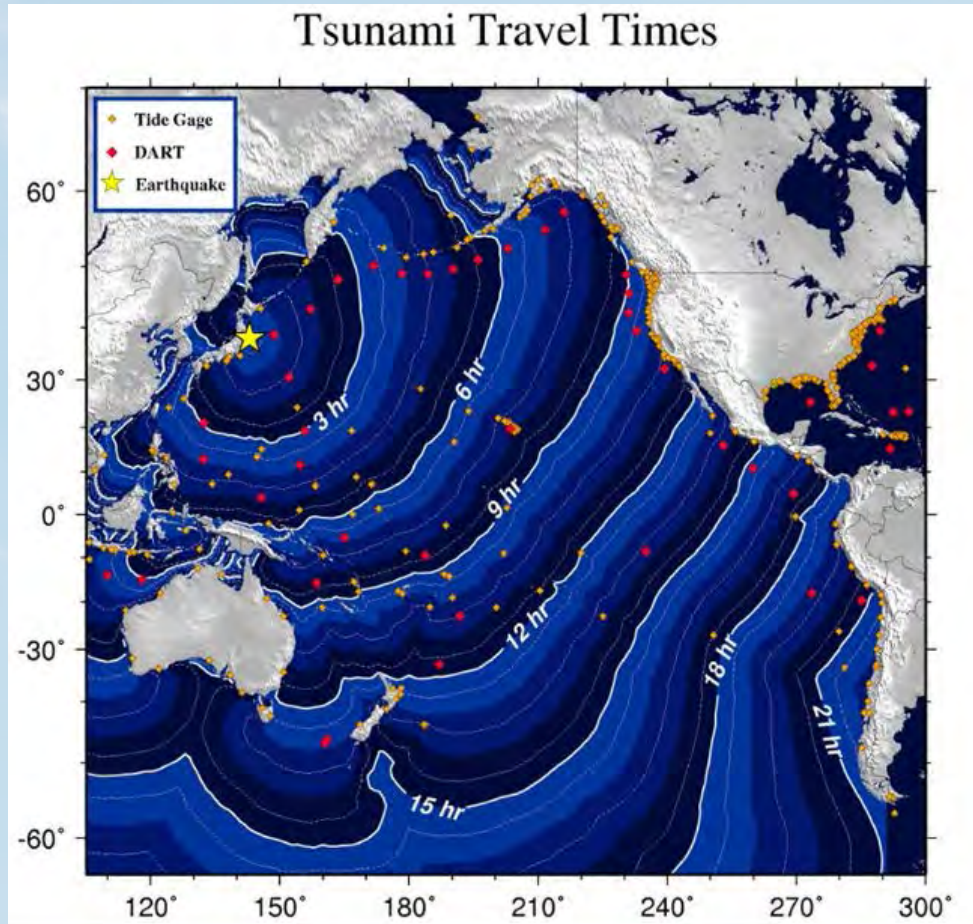 Tsunami Travel Times
Tide Gage
DART
Earthquake
60˚
30˚
0˚
-30˚
-60˚
3 hr
6 hr
9 hr
12 hr
15 hr
18 hr
21 hr
120˚
150˚
180˚
210˚
240˚
270˚
300˚